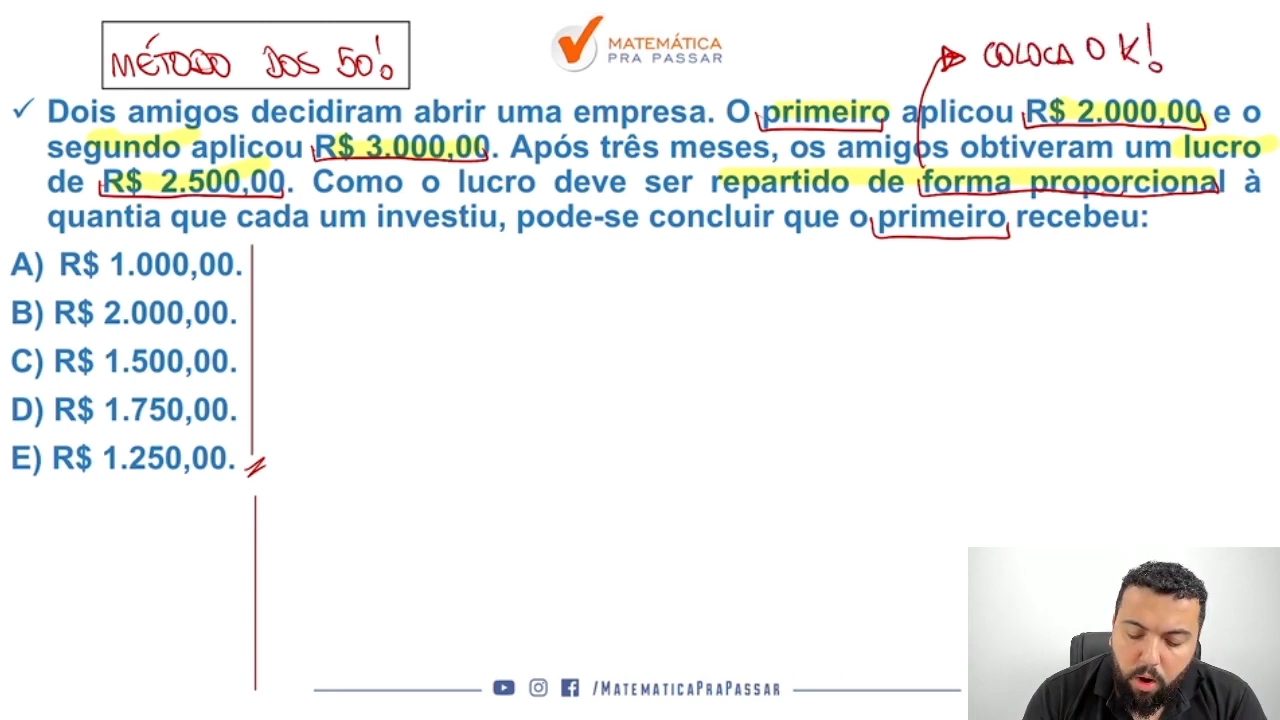 MÉTODO DOS 50!
MATEMÁTICA
PRA PASSAR
COLOCA O K!
✓ Dois amigos decidiram abrir uma empresa. O primeiro aplicou R$ 2.000,00 e o
segundo aplicou R$ 3.000,00. Após três meses, os amigos obtiveram um lucro
de R$ 2.500,00. Como o lucro deve ser repartido de forma proporcional à
quantia que cada um investiu, pode-se concluir que o primeiro recebeu:
A) R$ 1.000,00.
B) R$ 2.000,00.
C) R$ 1.500,00.
D) R$ 1.750,00.
E) R$ 1.250,00.
/MATEMATICAPRAPASSAR